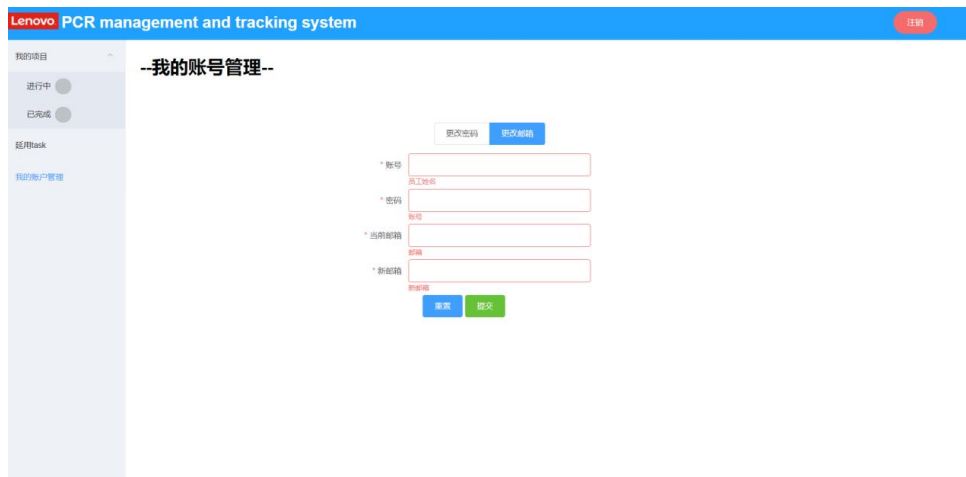 Lenovo PCR management and tracking system
注销
我的项目
进行中
已完成
延用task
我的账户管理
--我的账号管理--
更改密码 更改邮箱
* 账号
员工姓名
* 密码
账号
* 当前邮箱
邮箱
* 新邮箱
新邮箱
重置 提交